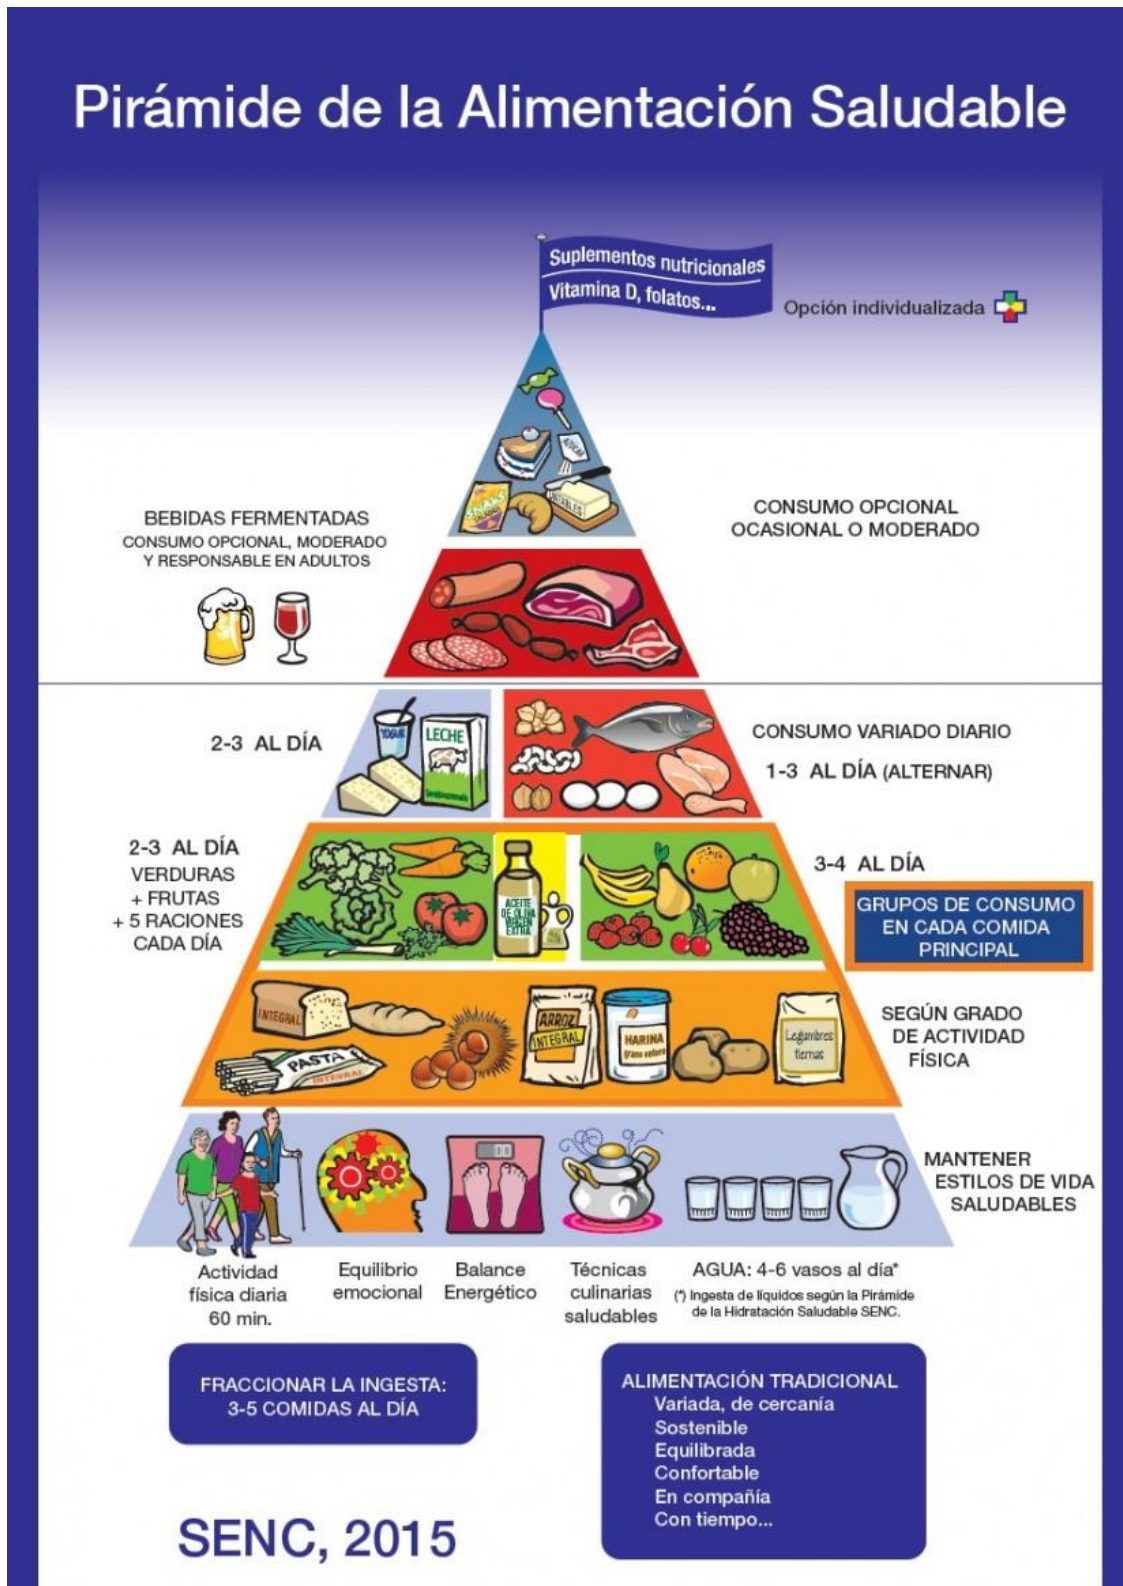 Pirámide de la Alimentación Saludable
Suplementos nutricionales
Vitamina D, folatos...
Opción individualizada
AZÚCAR
SNAKS
UNTABLES
BEBIDAS FERMENTADAS
CONSUMO OPCIONAL, MODERADO
Y RESPONSABLE EN ADULTOS
CONSUMO OPCIONAL
OCASIONAL O MODERADO
2-3 AL DÍA
YOGUR
LECHE
CONSUMO VARIADO DIARIO
1-3 AL DÍA (ALTERNAR)
2-3 AL DÍA
VERDURAS
+ FRUTAS
+ 5 RACIONES
CADA DÍA
ACEITE
DE OLIVA
VIRGEN
EXTRA
3-4 AL DÍA
GRUPOS DE CONSUMO
EN CADA COMIDA
PRINCIPAL
INTEGRAL
PASTA
INTEGRAL
ARROZ
INTEGRAL
HARINA
grano entero
Legumbres
tiernas
SEGÚN GRADO
DE ACTIVIDAD
FÍSICA
MANTENER
ESTILOS DE VIDA
SALUDABLES
Actividad
física diaria
60 min.
Equilibrio
emocional
Balance
Energético
Técnicas
culinarias
saludables
AGUA: 4-6 vasos al día*
(*) Ingesta de líquidos según la Pirámide
de la Hidratación Saludable SENC.
FRACCIONAR LA INGESTA:
3-5 COMIDAS AL DÍA
ALIMENTACIÓN TRADICIONAL
Variada, de cercanía
Sostenible
Equilibrada
Confortable
En compañía
Con tiempo...
SENC, 2015